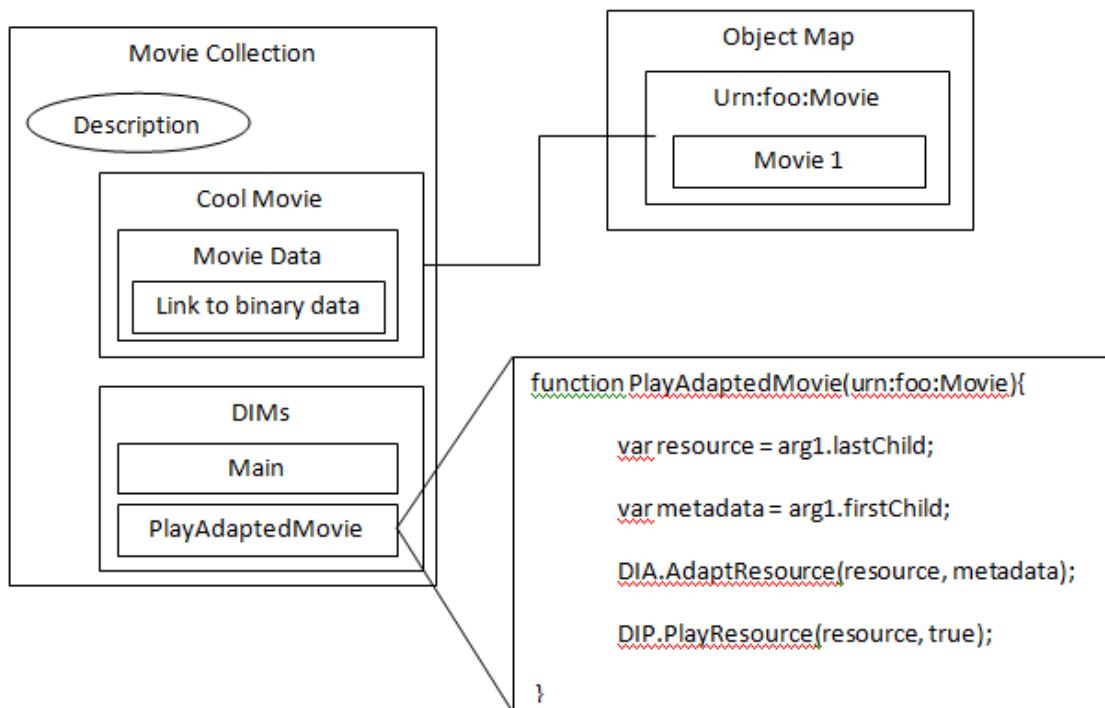 Movie Collection
Description
Cool Movie
Movie Data
Link to binary data
DIMs
Main
PlayAdaptedMovie
Object Map
Urn:foo:Movie
Movie 1
function PlayAdaptedMovie(urn:foo:Movie){
var resource = arg1.lastChild;
var metadata = arg1.firstChild;
DIA.AdaptResource(resource, metadata);
DIP.PlayResource(resource, true);
}